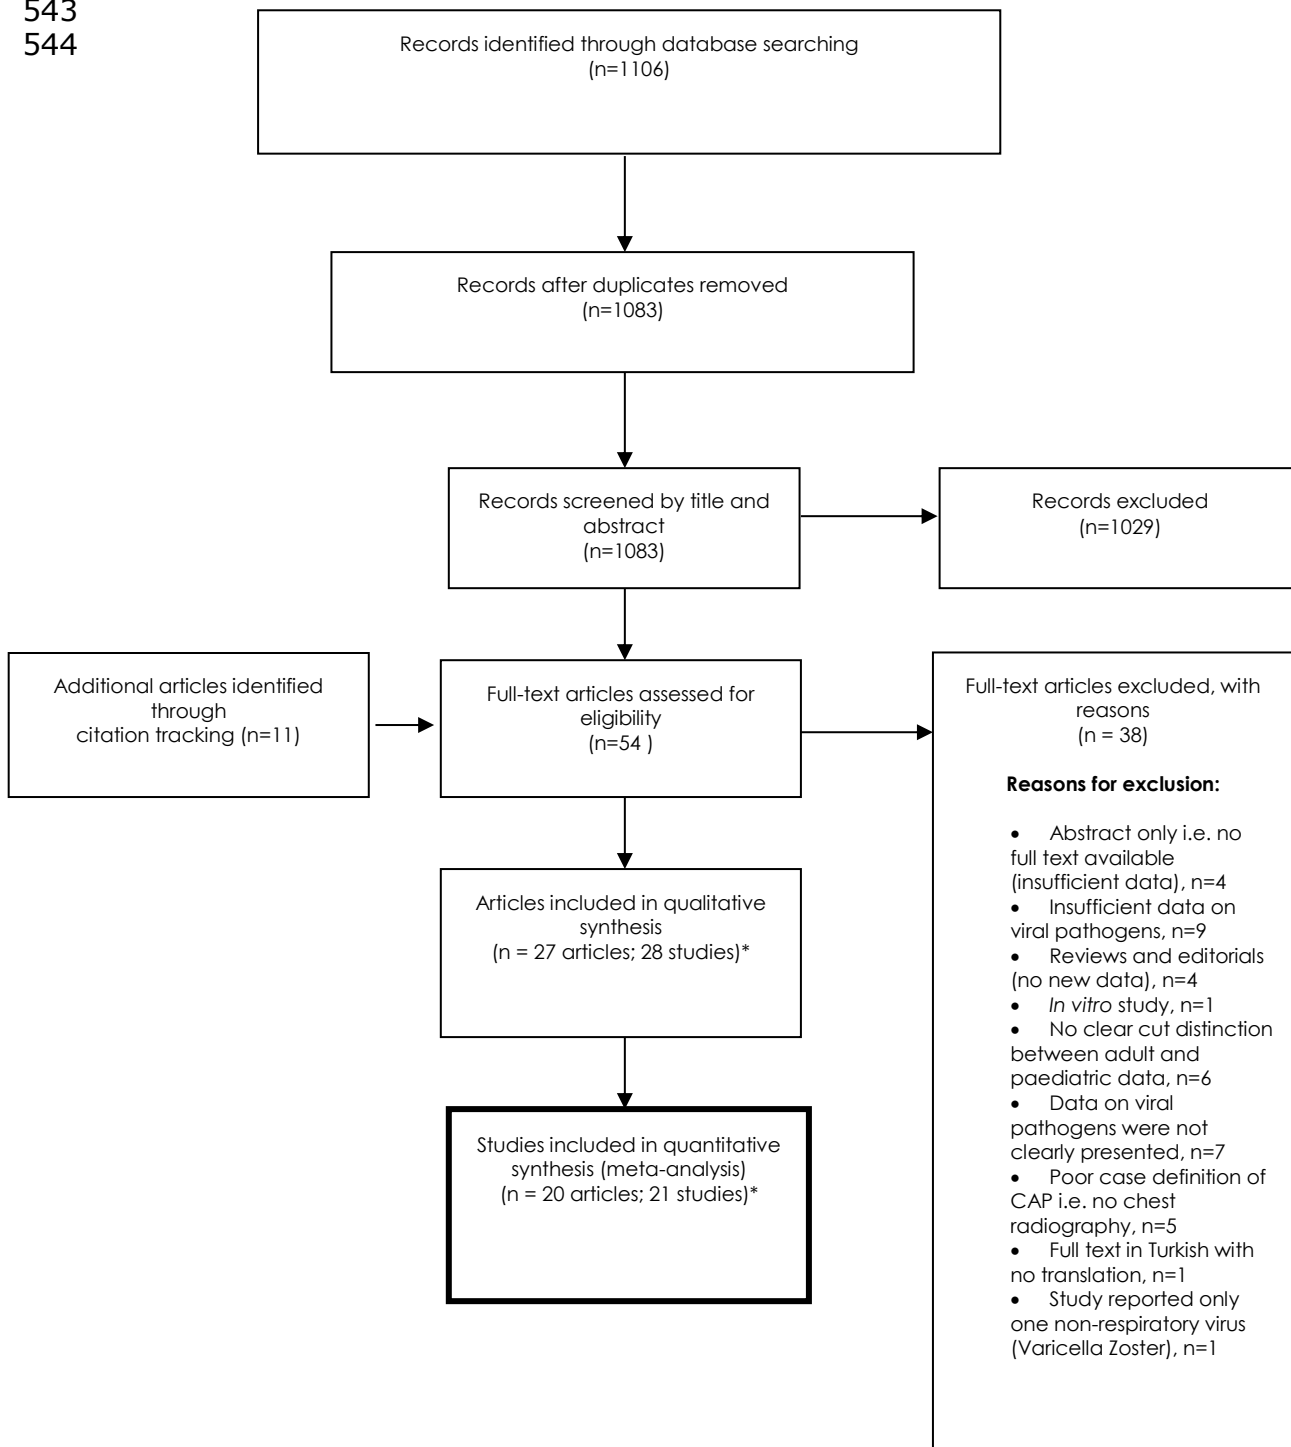 543
544
Records identified through database searching
(n=1106)
Records after duplicates removed
(n=1083)
Records screened by title and
abstract
(n=1083)
Records excluded
(n=1029)
Additional articles identified
through
citation tracking (n=11)
Full-text articles assessed for
eligibility
(n=54 )
Full-text articles excluded, with
reasons
(n = 38)
Reasons for exclusion:
• Abstract only i.e. no
full text available
(insufficient data), n=4
• Insufficient data on
viral pathogens, n=9
• Reviews and editorials
(no new data), n=4
• In vitro study, n=1
• No clear cut distinction
between adult and
paediatric data, n=6
• Data on viral
pathogens were not
clearly presented, n=7
• Poor case definition of
CAP i.e. no chest
radiography, n=5
• Full text in Turkish with
no translation, n=1
• Study reported only
one non-respiratory virus
(Varicella Zoster), n=1
Articles included in qualitative
synthesis
(n = 27 articles; 28 studies)*
Studies included in quantitative
synthesis (meta-analysis)
(n = 20 articles; 21 studies)*